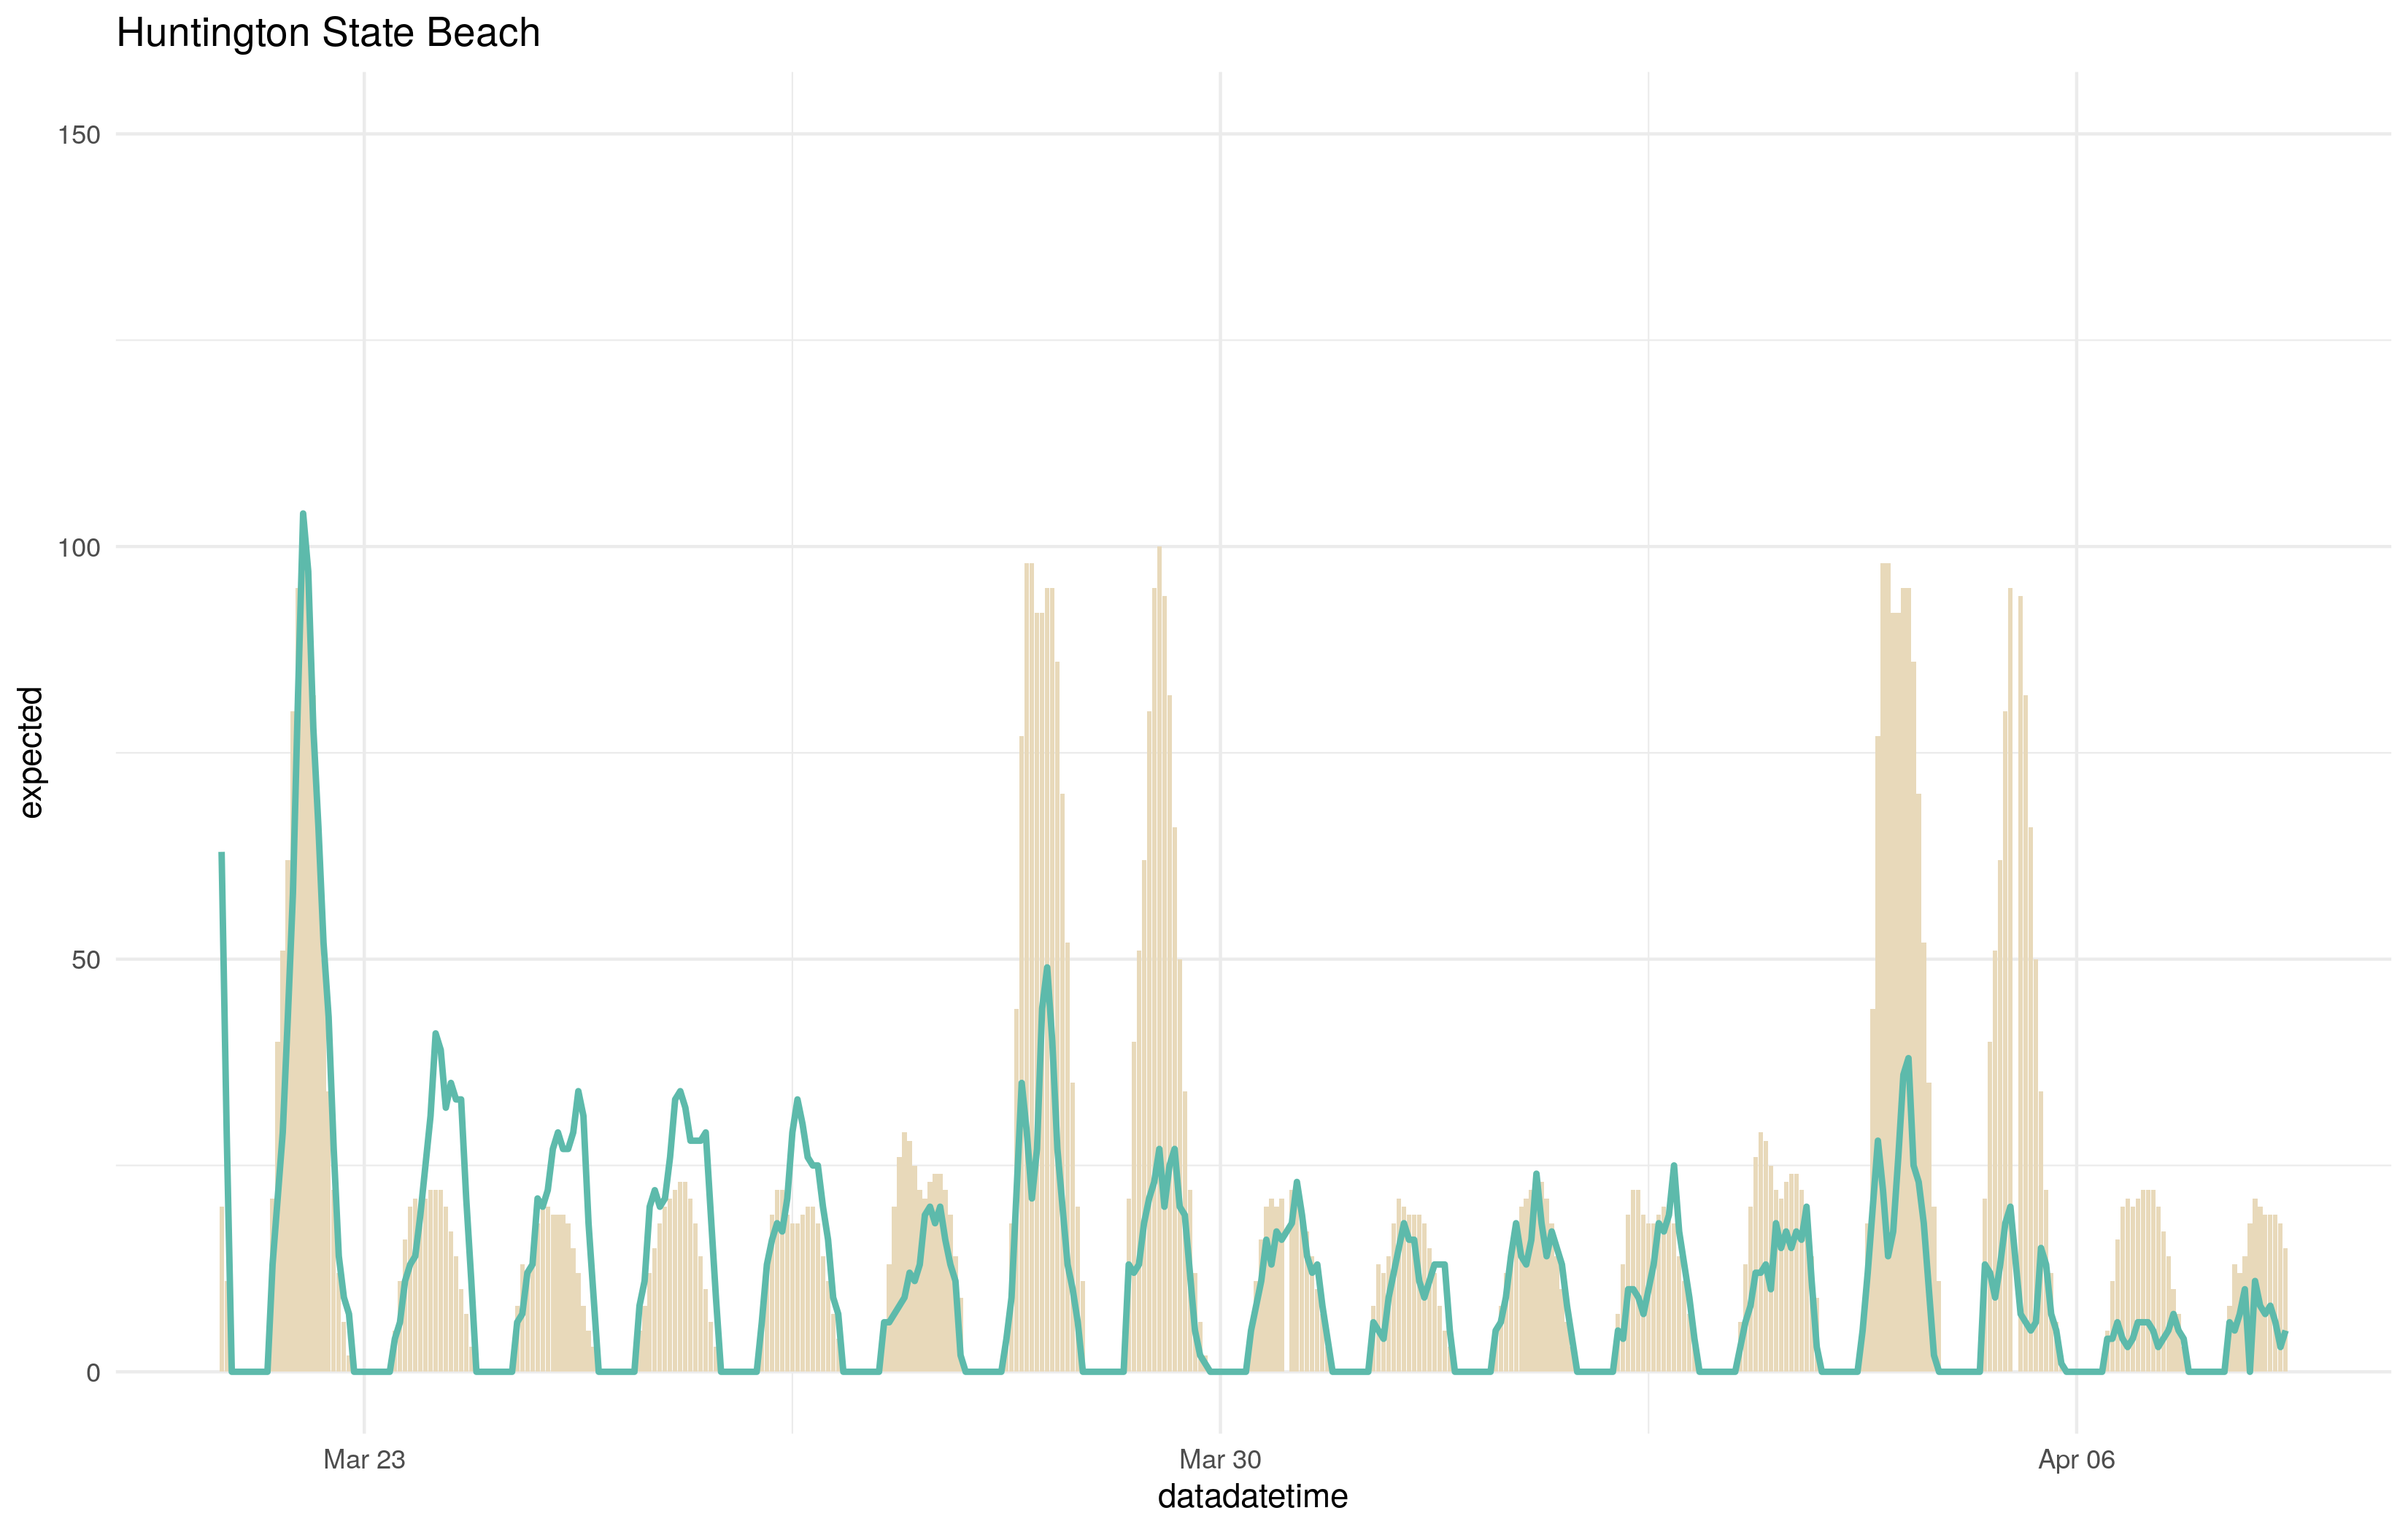 Huntington State Beach
150
100
50
0
expected
Mar 23
Mar 30
Apr 06
datadatetime